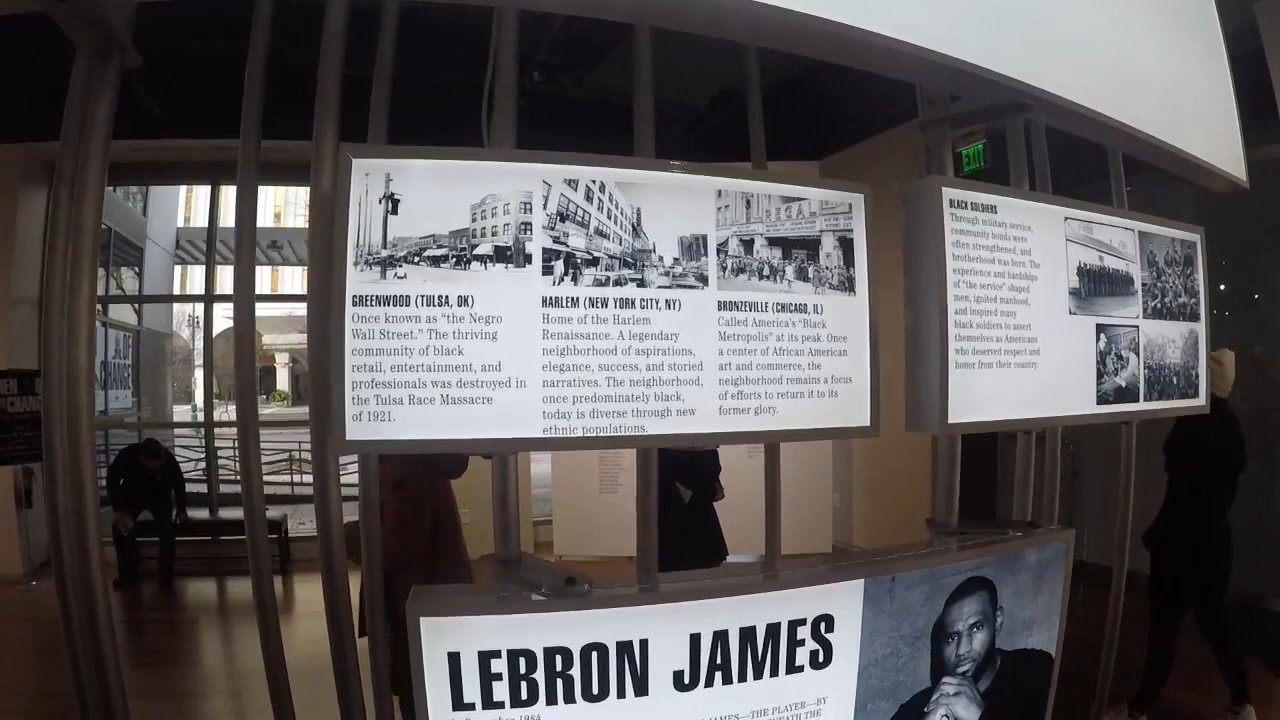 EXIT
REGAL
GREENWOOD (TULSA, OK)
Once known as “the Negro
Wall Street.” The thriving
community of black
retail, entertainment, and
professionals was destroyed in
the Tulsa Race Massacre
of 1921.
HARLEM (NEW YORK CITY, NY)
Home of the Harlem
Renaissance. A legendary
neighborhood of aspirations,
elegance, success, and storied
narratives. The neighborhood,
once predominately black,
today is diverse through new
ethnic populations.
BRONZEVILLE (CHICAGO, IL)
Called America’s “Black
Metropolis” at its peak. Once
a center of African American
art and commerce, the
neighborhood remains a focus
of efforts to return it to its
former glory.
BLACK SOLDIERS
Through military service,
community bonds were
often strengthened, and
brotherhood was born. The
experience and hardships
of “the service” shaped
men, ignited manhood,
and inspired many
black soldiers to assert
themselves as Americans
who deserved respect and
honor from their country.
OF
CHANGE
LEBRON JAMES
1984
JAMES—THE PLAYER—BY